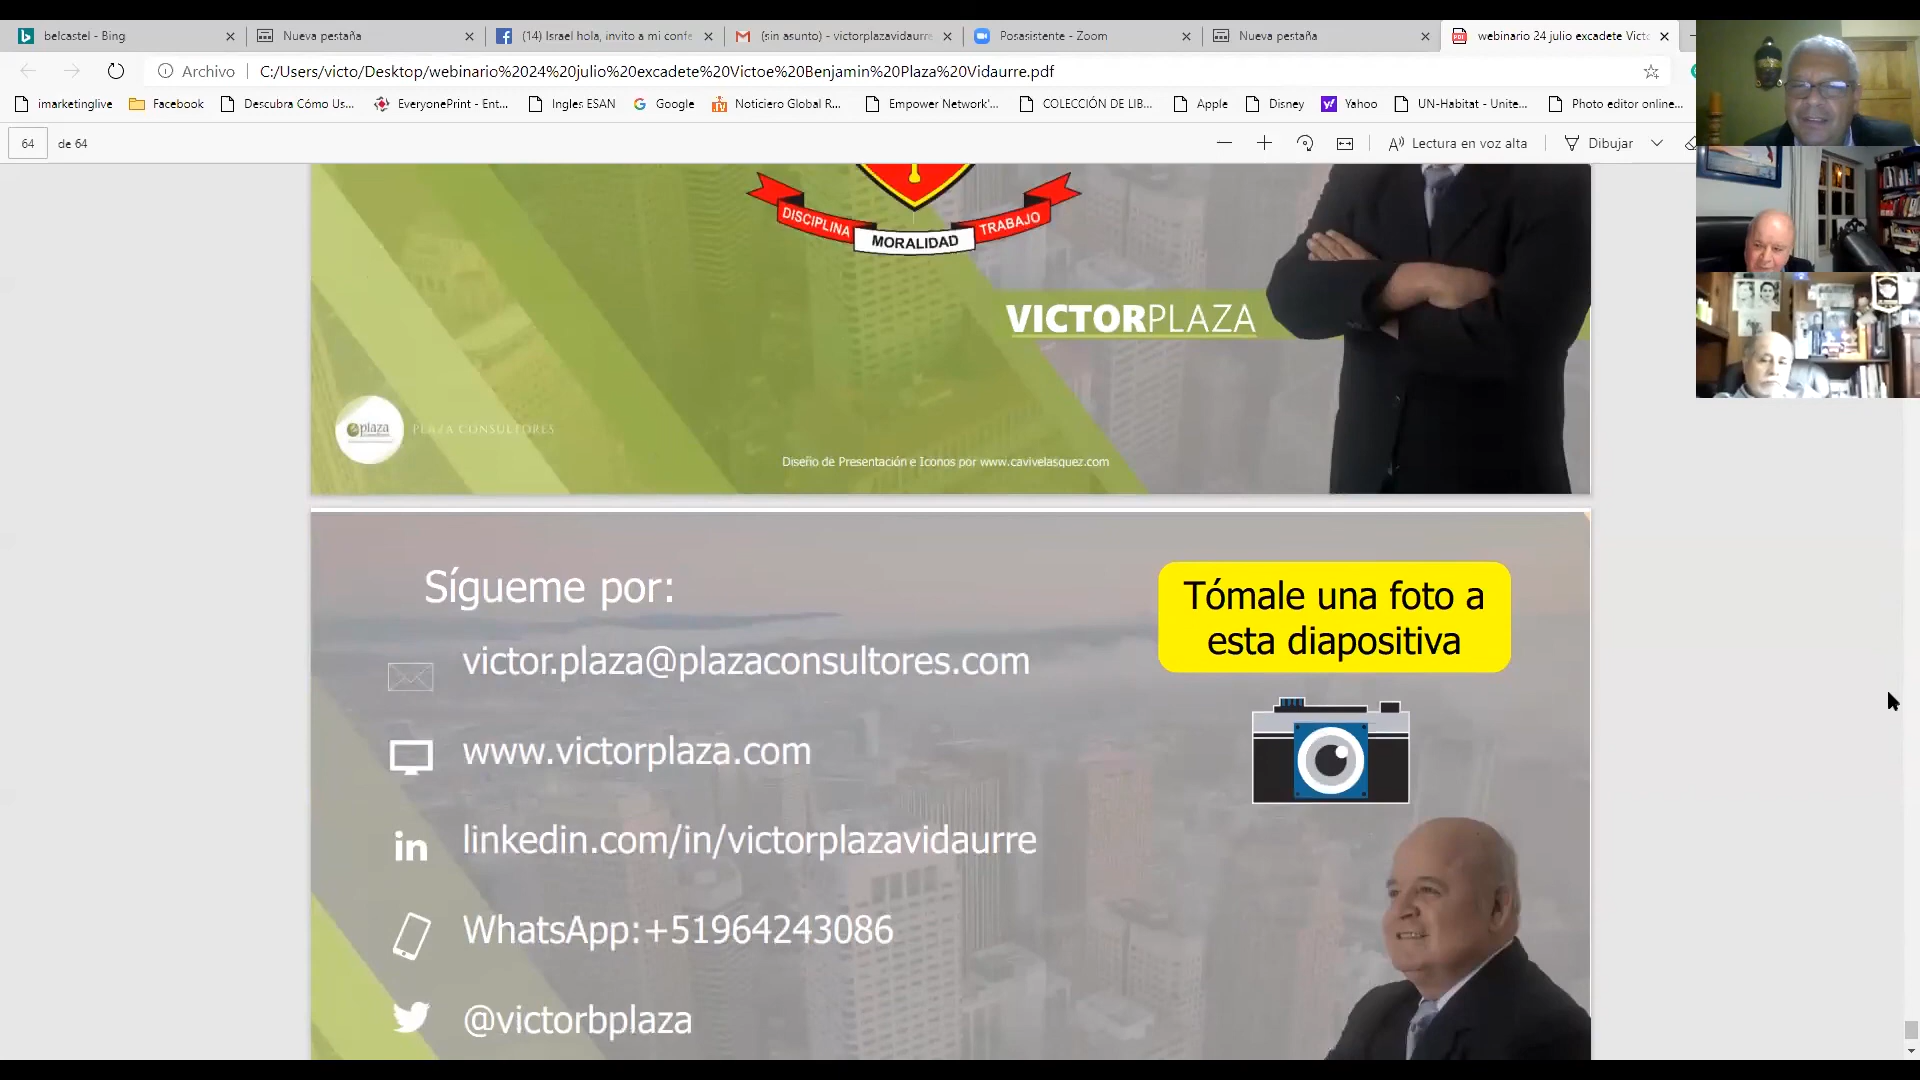 belcastel - Bing
Nueva pestaña
(14) Israel hola, invito a mi confe
(sin asunto) - victorplazavidaurre
Posasistente - Zoom
Nueva pestaña
webinario 24 julio excadete Victo
Archivo
C:/Users/victo/Desktop/webinario%2024%20julio%20excadete%20Victoe%20Benjamin%20Plaza%20Vidaurre.pdf
imarketinglive
Facebook
Descubra Cómo Us...
EveryonePrint - Ent...
Ingles ESAN
Google
Noticiero Global R...
Empower Network'...
COLECCIÓN DE LIB...
Apple
Disney
Yahoo
UN-Habitat - Unite...
Photo editor online...
64 de 64
Lectura en voz alta
Dibujar
DISCIPLINA
MORALIDAD
TRABAJO
VICTORPLAZA
plaza
PLAZA CONSULTORES
Diseño de Presentación e Iconos por www.cavivelasquez.com
Sígueme por:
Tómale una foto a
esta diapositiva
victor.plaza@plazaconsultores.com
www.victorplaza.com
linkedin.com/in/victorplazavidaurre
WhatsApp:+51964243086
@victorbplaza